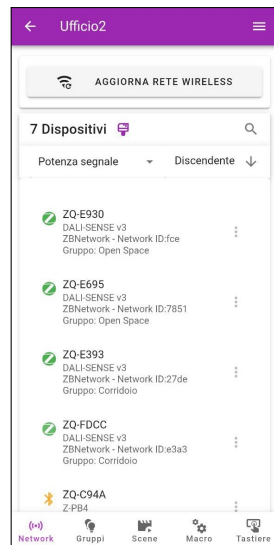 Ufficio2
AGGIORNA RETE WIRELESS
7 Dispositivi
Potenza segnale Discendente
ZQ-E930
DALI-SENSE v3
ZBNetwork - Network ID:fce
Gruppo: Open Space
ZQ-E695
DALI-SENSE v3
ZBNetwork - Network ID:7851
Gruppo: Open Space
ZQ-E393
DALI-SENSE v3
ZBNetwork - Network ID:27de
Gruppo: Corridoio
ZQ-FDCC
DALI-SENSE v3
ZBNetwork - Network ID:e3a3
Gruppo: Corridoio
ZQ-C94A
Z-PB4
Network Gruppi Scene Macro Tastiere